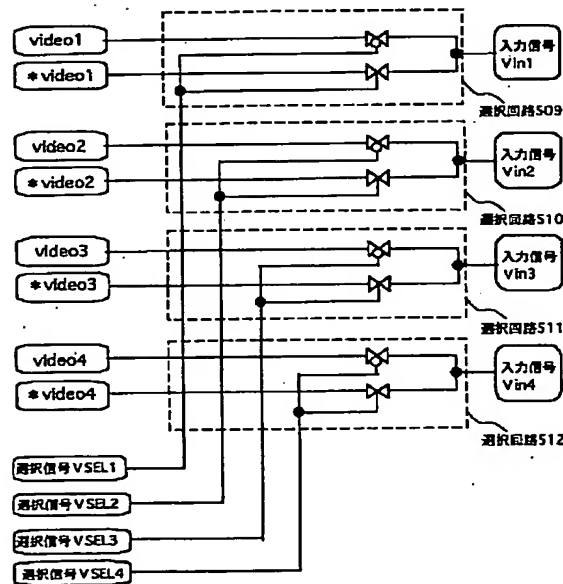 video1
*video1
入力信号
Vin1
選択回路509
video2
*video2
入力信号
Vin2
選択回路510
video3
*video3
入力信号
Vin3
選択回路511
video4
*video4
入力信号
Vin4
選択回路512
選択信号VSEL1
選択信号VSEL2
選択信号VSEL3
選択信号VSEL4